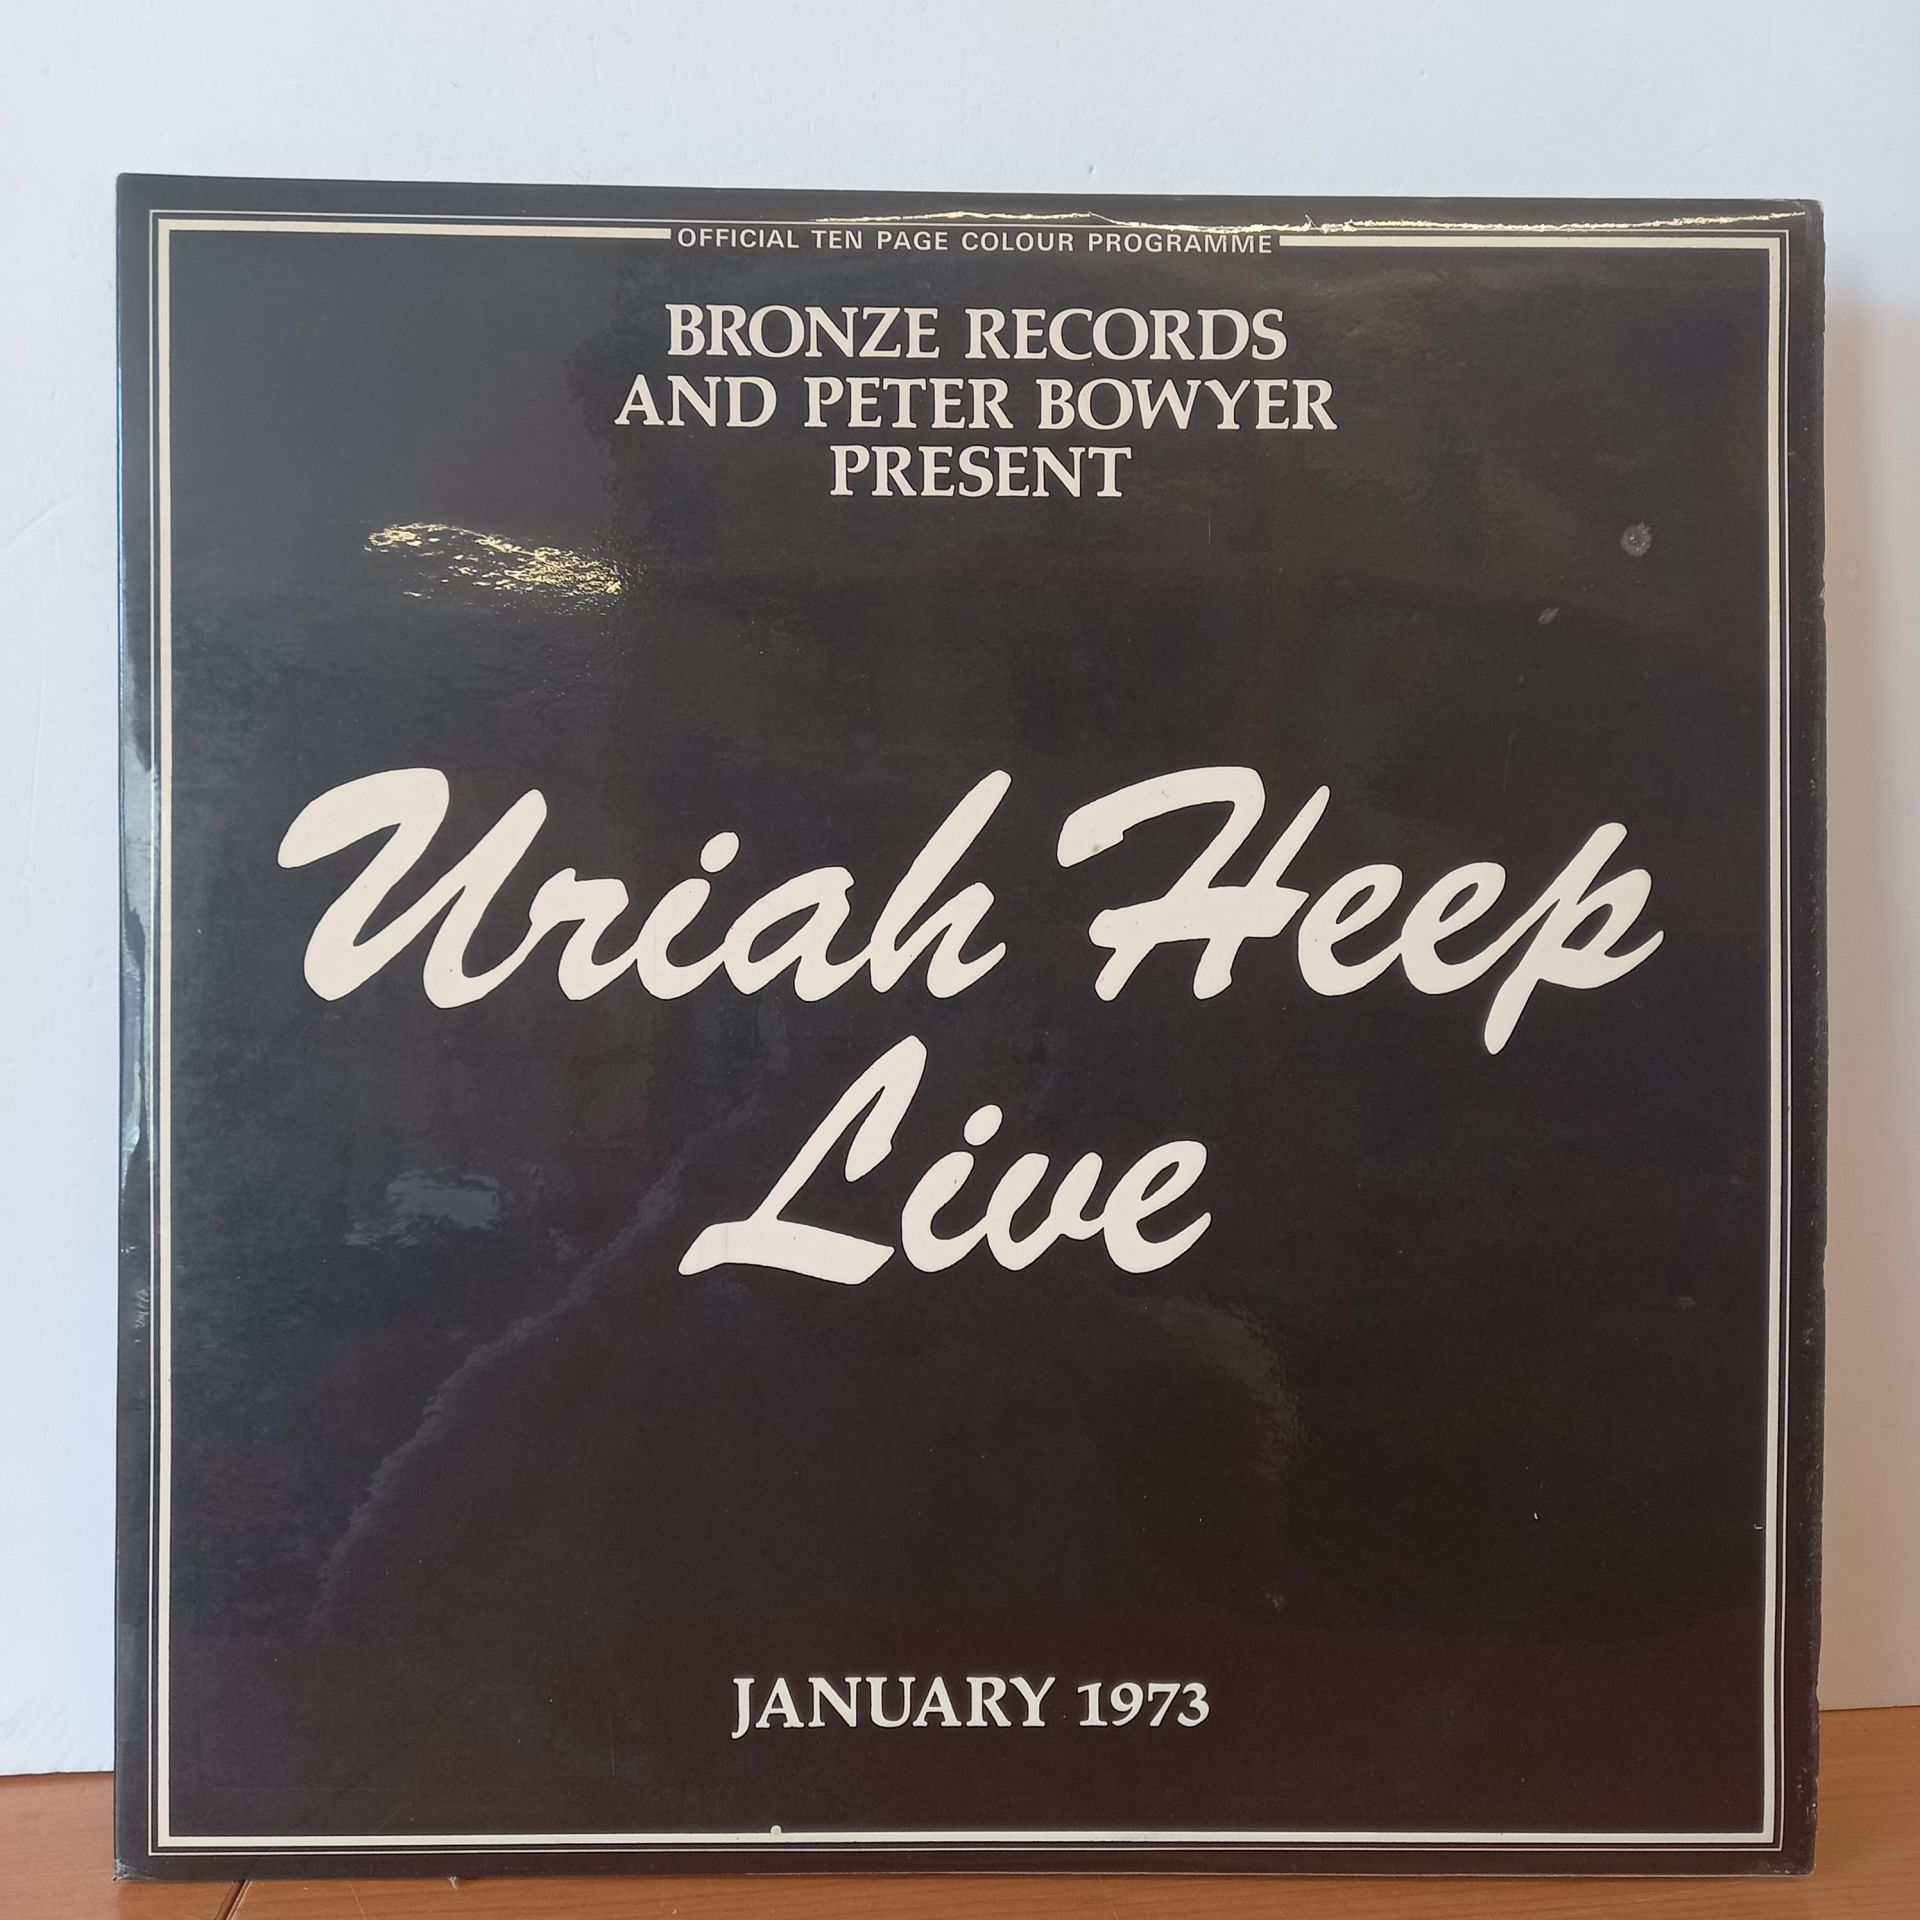 OFFICIAL TEN PAGE COLOUR PROGRAMME
BRONZE RECORDS
AND PETER BOWYER
PRESENT
Uriah Heep
Live
JANUARY 1973